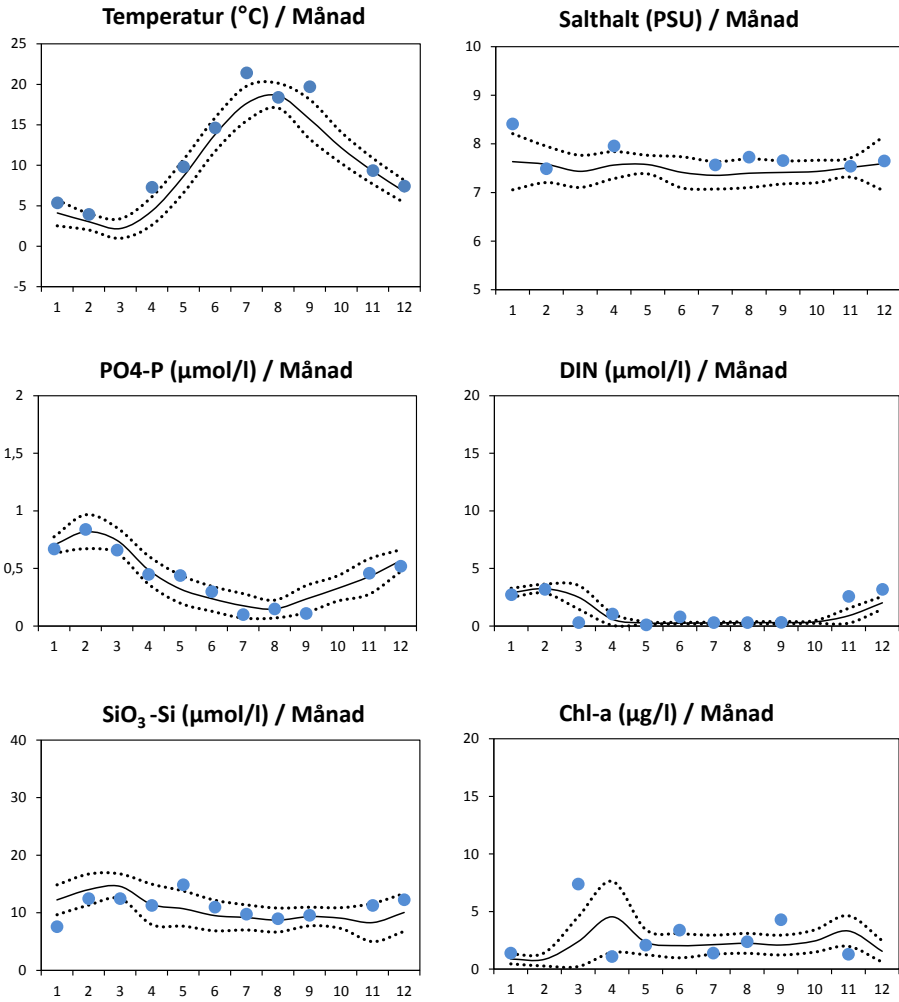 Temperatur (°C) / Månad
25
20
15
10
5
0
-5
1 2 3 4 5 6 7 8 9 10 11 12
Salthalt (PSU) / Månad
10
9
8
7
6
5
1 2 3 4 5 6 7 8 9 10 11 12
PO4-P (µmol/l) / Månad
2
1,5
1
0,5
0
1 2 3 4 5 6 7 8 9 10 11 12
DIN (µmol/l) / Månad
20
15
10
5
0
1 2 3 4 5 6 7 8 9 10 11 12
SiO₃ -Si (µmol/l) / Månad
40
30
20
10
0
1 2 3 4 5 6 7 8 9 10 11 12
Chl-a (µg/l) / Månad
20
15
10
5
0
1 2 3 4 5 6 7 8 9 10 11 12